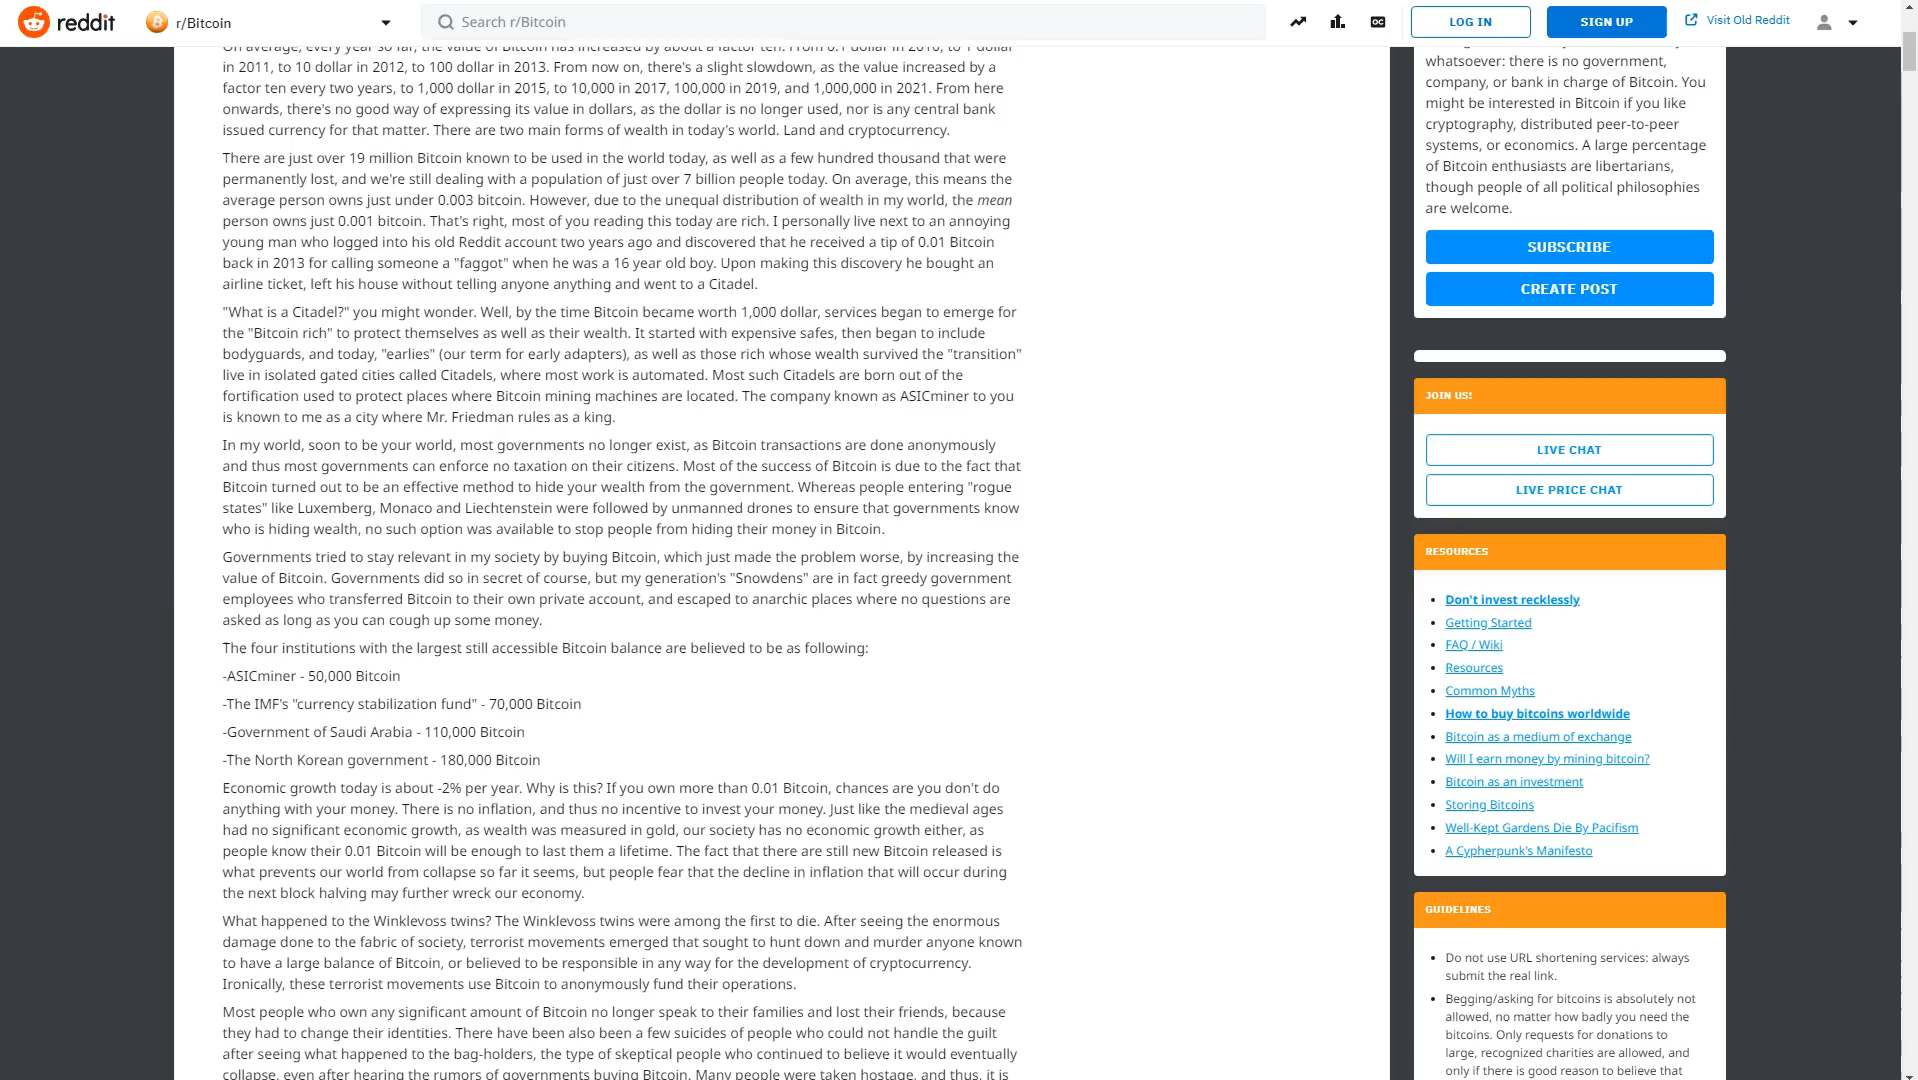 reddit
r/Bitcoin
Search r/Bitcoin
LOG IN
SIGN UP
Visit Old Reddit
On average, every year so far, the value of Bitcoin has increased by about a factor ten. From 0.1 dollar in 2010, to 1 dollar
in 2011, to 10 dollar in 2012, to 100 dollar in 2013. From now on, there's a slight slowdown, as the value increased by a
factor ten every two years, to 1,000 dollar in 2015, to 10,000 in 2017, 100,000 in 2019, and 1,000,000 in 2021. From here
onwards, there's no good way of expressing its value in dollars, as the dollar is no longer used, nor is any central bank
issued currency for that matter. There are two main forms of wealth in today's world. Land and cryptocurrency.
There are just over 19 million Bitcoin known to be used in the world today, as well as a few hundred thousand that were
permanently lost, and we're still dealing with a population of just over 7 billion people today. On average, this means the
average person owns just under 0.003 bitcoin. However, due to the unequal distribution of wealth in my world, the mean
person owns just 0.001 bitcoin. That's right, most of you reading this today are rich. I personally live next to an annoying
young man who logged into his old Reddit account two years ago and discovered that he received a tip of 0.01 Bitcoin
back in 2013 for calling someone a "faggot" when he was a 16 year old boy. Upon making this discovery he bought an
airline ticket, left his house without telling anyone anything and went to a Citadel.
"What is a Citadel?" you might wonder. Well, by the time Bitcoin became worth 1,000 dollar, services began to emerge for
the "Bitcoin rich" to protect themselves as well as their wealth. It started with expensive safes, then began to include
bodyguards, and today, "earlies" (our term for early adapters), as well as those rich whose wealth survived the "transition"
live in isolated gated cities called Citadels, where most work is automated. Most such Citadels are born out of the
fortification used to protect places where Bitcoin mining machines are located. The company known as ASICminer to you
is known to me as a city where Mr. Friedman rules as a king.
In my world, soon to be your world, most governments no longer exist, as Bitcoin transactions are done anonymously
and thus most governments can enforce no taxation on their citizens. Most of the success of Bitcoin is due to the fact that
Bitcoin turned out to be an effective method to hide your wealth from the government. Whereas people entering "rogue
states" like Luxemberg, Monaco and Liechtenstein were followed by unmanned drones to ensure that governments know
who is hiding wealth, no such option was available to stop people from hiding their money in Bitcoin.
Governments tried to stay relevant in my society by buying Bitcoin, which just made the problem worse, by increasing the
value of Bitcoin. Governments did so in secret of course, but my generation's "Snowdens" are in fact greedy government
employees who transferred Bitcoin to their own private account, and escaped to anarchic places where no questions are
asked as long as you can cough up some money.
The four institutions with the largest still accessible Bitcoin balance are believed to be as following:
-ASICminer - 50,000 Bitcoin
-The IMF's "currency stabilization fund" - 70,000 Bitcoin
-Government of Saudi Arabia - 110,000 Bitcoin
-The North Korean government - 180,000 Bitcoin
Economic growth today is about -2% per year. Why is this? If you own more than 0.01 Bitcoin, chances are you don't do
anything with your money. There is no inflation, and thus no incentive to invest your money. Just like the medieval ages
had no significant economic growth, as wealth was measured in gold, our society has no economic growth either, as
people know their 0.01 Bitcoin will be enough to last them a lifetime. The fact that there are still new Bitcoin released is
what prevents our world from collapse so far it seems, but people fear that the decline in inflation that will occur during
the next block halving may further wreck our economy.
What happened to the Winklevoss twins? The Winklevoss twins were among the first to die. After seeing the enormous
damage done to the fabric of society, terrorist movements emerged that sought to hunt down and murder anyone known
to have a large balance of Bitcoin, or believed to be responsible in any way for the development of cryptocurrency.
Ironically, these terrorist movements use Bitcoin to anonymously fund their operations.
Most people who own any significant amount of Bitcoin no longer speak to their families and lost their friends, because
they had to change their identities. There have been also been a few suicides of people who could not handle the guilt
after seeing what happened to the bag-holders, the type of skeptical people who continued to believe it would eventually
collapse, even after hearing the rumors of governments buying Bitcoin. Many people were taken hostage, and thus, it is
whatsoever: there is no government,
company, or bank in charge of Bitcoin. You
might be interested in Bitcoin if you like
cryptography, distributed peer-to-peer
systems, or economics. A large percentage
of Bitcoin enthusiasts are libertarians,
though people of all political philosophies
are welcome.
SUBSCRIBE
CREATE POST
JOIN US!
LIVE CHAT
LIVE PRICE CHAT
RESOURCES
Don't invest recklessly
Getting Started
FAQ / Wiki
Resources
Common Myths
How to buy bitcoins worldwide
Bitcoin as a medium of exchange
Will I earn money by mining bitcoin?
Bitcoin as an investment
Storing Bitcoins
Well-Kept Gardens Die By Pacifism
A Cypherpunk's Manifesto
GUIDELINES
Do not use URL shortening services: always
submit the real link.
Begging/asking for bitcoins is absolutely not
allowed, no matter how badly you need the
bitcoins. Only requests for donations to
large, recognized charities are allowed, and
only if there is good reason to believe that